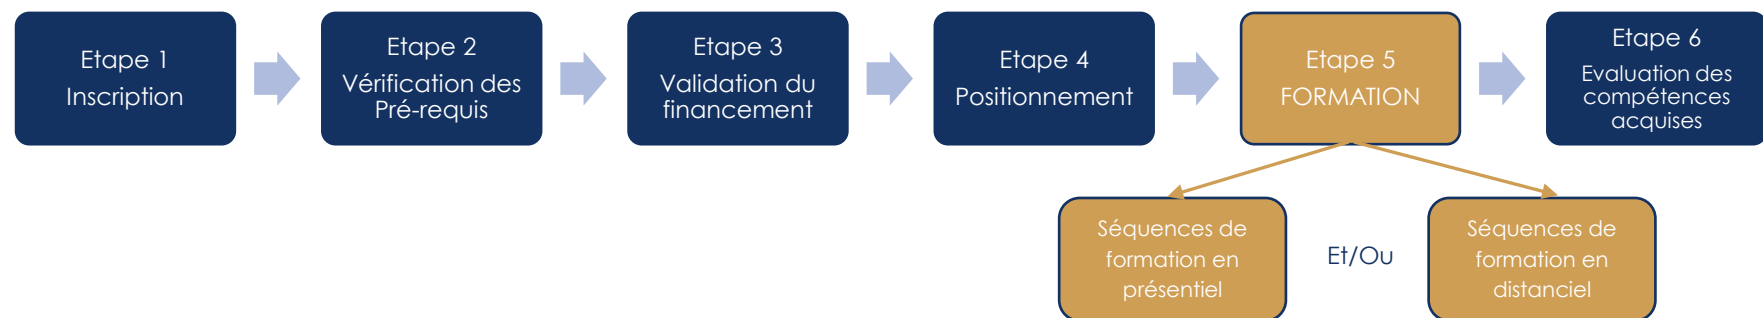 Etape 1
Inscription
Etape 2
Vérification des
Pré-requis
Etape 3
Validation du
financement
Etape 4
Positionnement
Etape 5
FORMATION
Etape 6
Evaluation des
compétences
acquises
Séquences de
formation en
présentiel
Et/Ou
Séquences de
formation en
distanciel